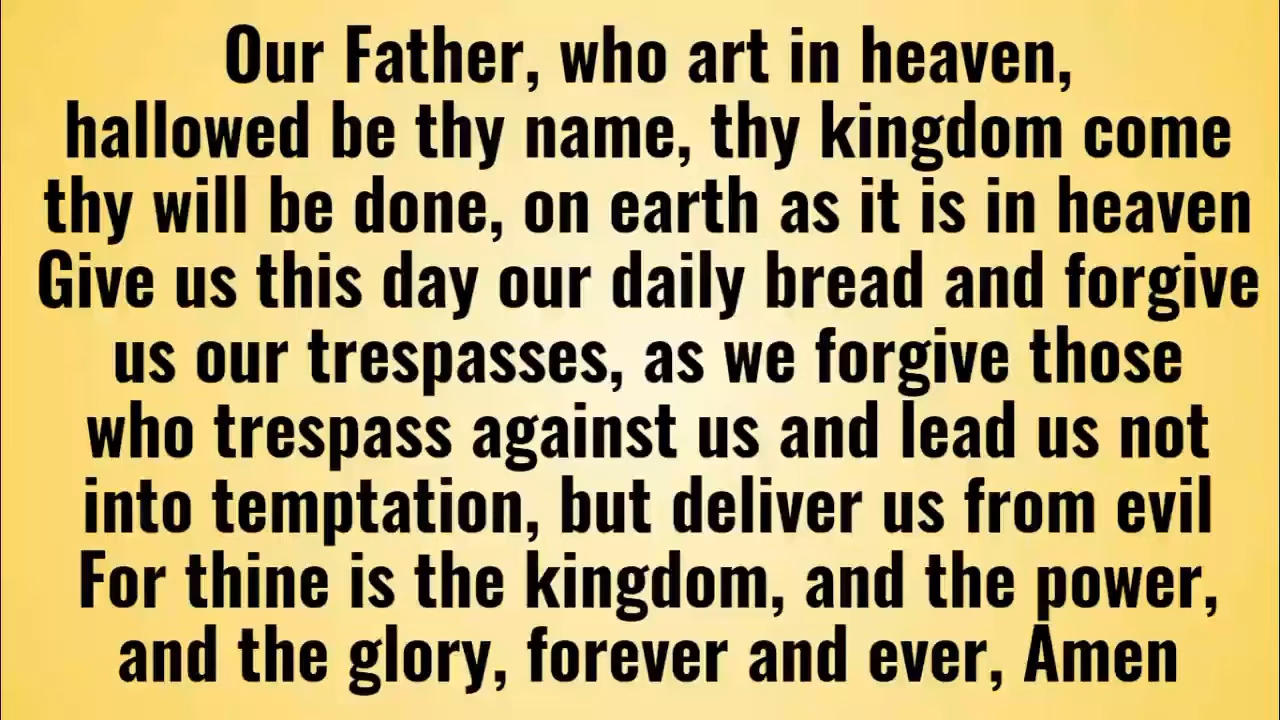 Our Father, who art in heaven,
hallowed be thy name, thy kingdom come
thy will be done, on earth as it is in heaven
Give us this day our daily bread and forgive
us our trespasses, as we forgive those
who trespass against us and lead us not
into temptation, but deliver us from evil
For thine is the kingdom, and the power,
and the glory, forever and ever, Amen